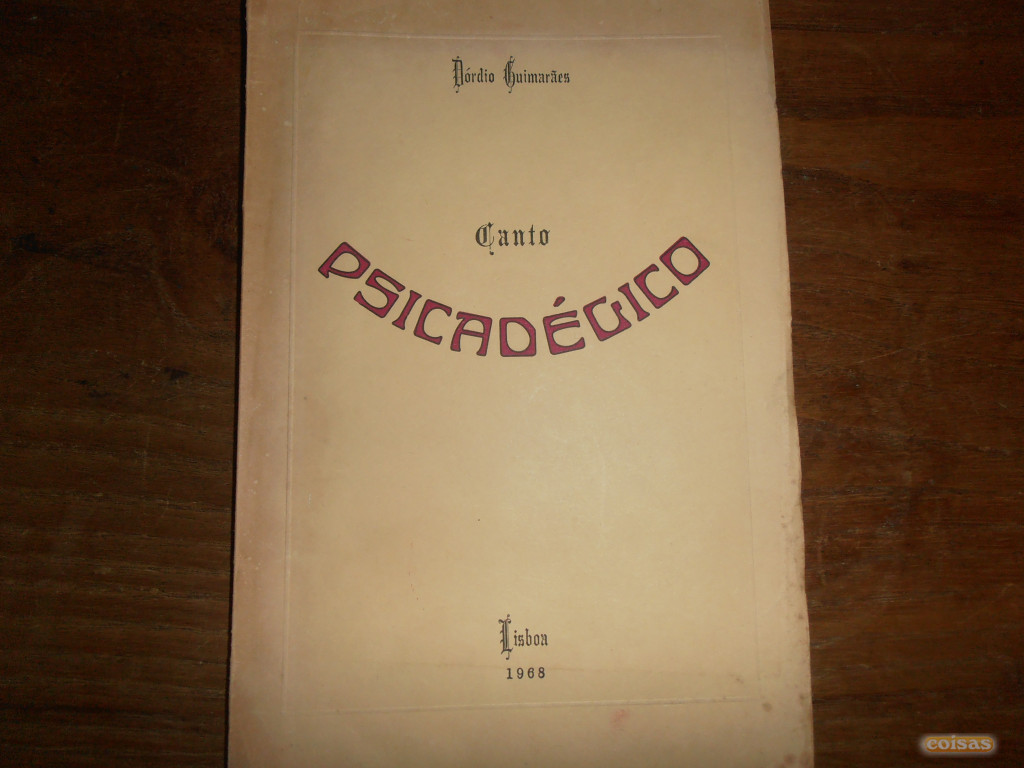 Dórdio Guimarães
Canto
PSICADÉGICO
Lisboa
1968
coisas